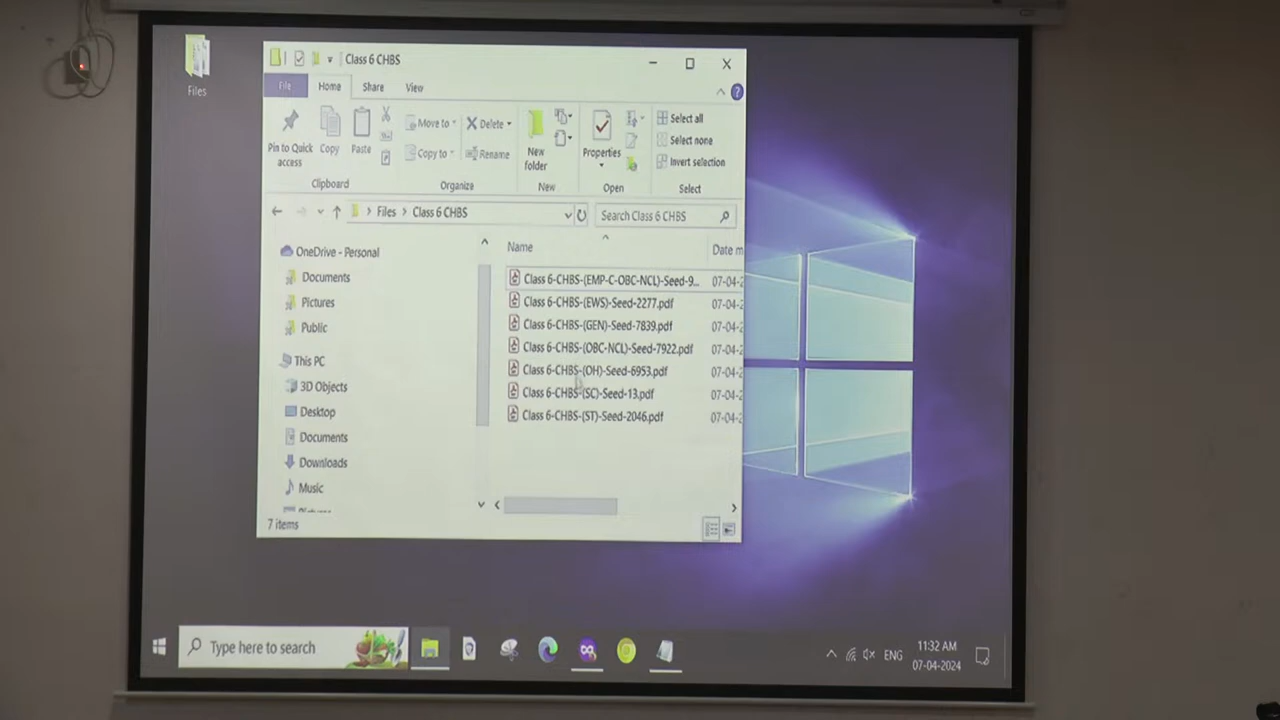 Files
Class 6 CHBS
File
Home
Share
View
Pin to Quick access
Copy
Paste
Move to
Copy to
Delete
Rename
New folder
Properties
Select all
Select none
Invert selection
Clipboard
Organize
New
Open
Select
Files > Class 6 CHBS
Search Class 6 CHBS
OneDrive - Personal
Documents
Pictures
Public
This PC
3D Objects
Desktop
Documents
Downloads
Music
Name
Date m
Class 6-CHBS-(EMP-C-OBC-NCL)-Seed-9... 07-04-2
Class 6-CHBS-(EWS)-Seed-2277.pdf 07-04-2
Class 6-CHBS-(GEN)-Seed-7839.pdf 07-04-2
Class 6-CHBS-(OBC-NCL)-Seed-7922.pdf 07-04-2
Class 6-CHBS-(OH)-Seed-6953.pdf 07-04-2
Class 6-CHBS-(SC)-Seed-13.pdf 07-04-2
Class 6-CHBS-(ST)-Seed-2046.pdf 07-04-2
7 items
Type here to search
ENG
11:32 AM
07-04-2024